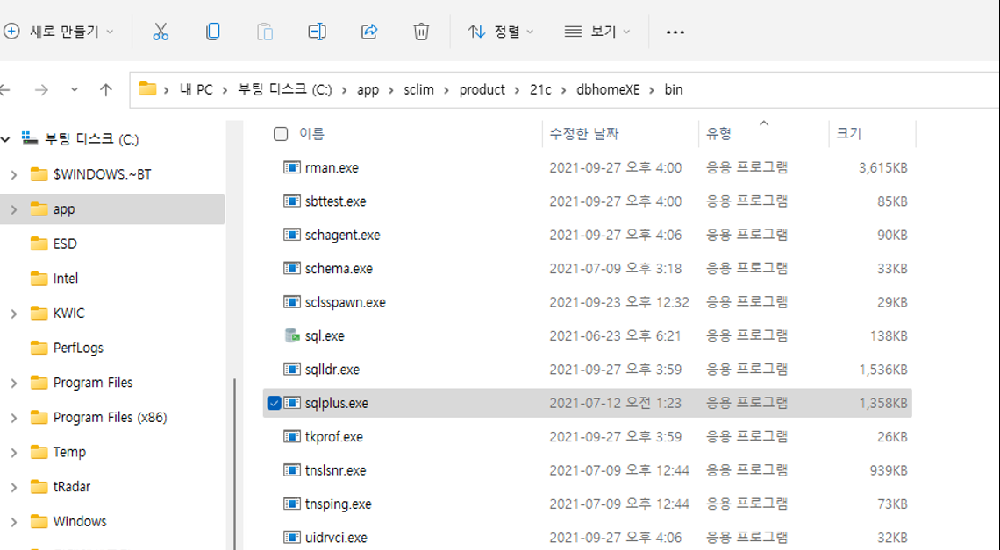 새로 만들기 정렬 보기
내 PC > 부팅 디스크 (C:) > app > sclim > product > 21c > dbhomeXE > bin
부팅 디스크 (C:)
$WINDOWS.~BT
app
ESD
Intel
KWIC
PerfLogs
Program Files
Program Files (x86)
Temp
tRadar
Windows
이름 수정한 날짜 유형 크기
rman.exe 2021-09-27 오후 4:00 응용 프로그램 3,615KB
sbttest.exe 2021-09-27 오후 4:00 응용 프로그램 85KB
schagent.exe 2021-09-27 오후 4:06 응용 프로그램 90KB
schema.exe 2021-07-09 오후 3:18 응용 프로그램 33KB
sclsspawn.exe 2021-09-23 오후 12:32 응용 프로그램 29KB
sql.exe 2021-06-23 오후 6:21 응용 프로그램 138KB
sqlldr.exe 2021-09-27 오후 3:59 응용 프로그램 1,536KB
sqlplus.exe 2021-07-12 오전 1:23 응용 프로그램 1,358KB
tkprof.exe 2021-09-27 오후 3:59 응용 프로그램 26KB
tnslsnr.exe 2021-07-09 오후 12:44 응용 프로그램 939KB
tnsping.exe 2021-07-09 오후 12:44 응용 프로그램 73KB
uidrvci.exe 2021-09-27 오후 4:06 응용 프로그램 32KB